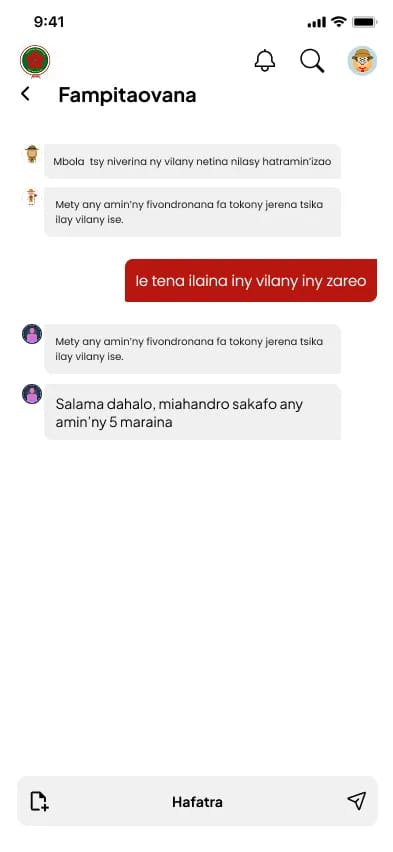 9:41
Fampitaovana
Mbola tsy niverina ny vilany netina nilasy hatramin'izao
Mety any amin'ny fivondronana fa tokony jerena tsika
ilay vilany ise.
Ie tena ilaina iny vilany iny zareo
Mety any amin'ny fivondronana fa tokony jerena tsika
ilay vilany ise.
Salama dahalo, miahandro sakafo any
amin'ny 5 maraina
Hafatra